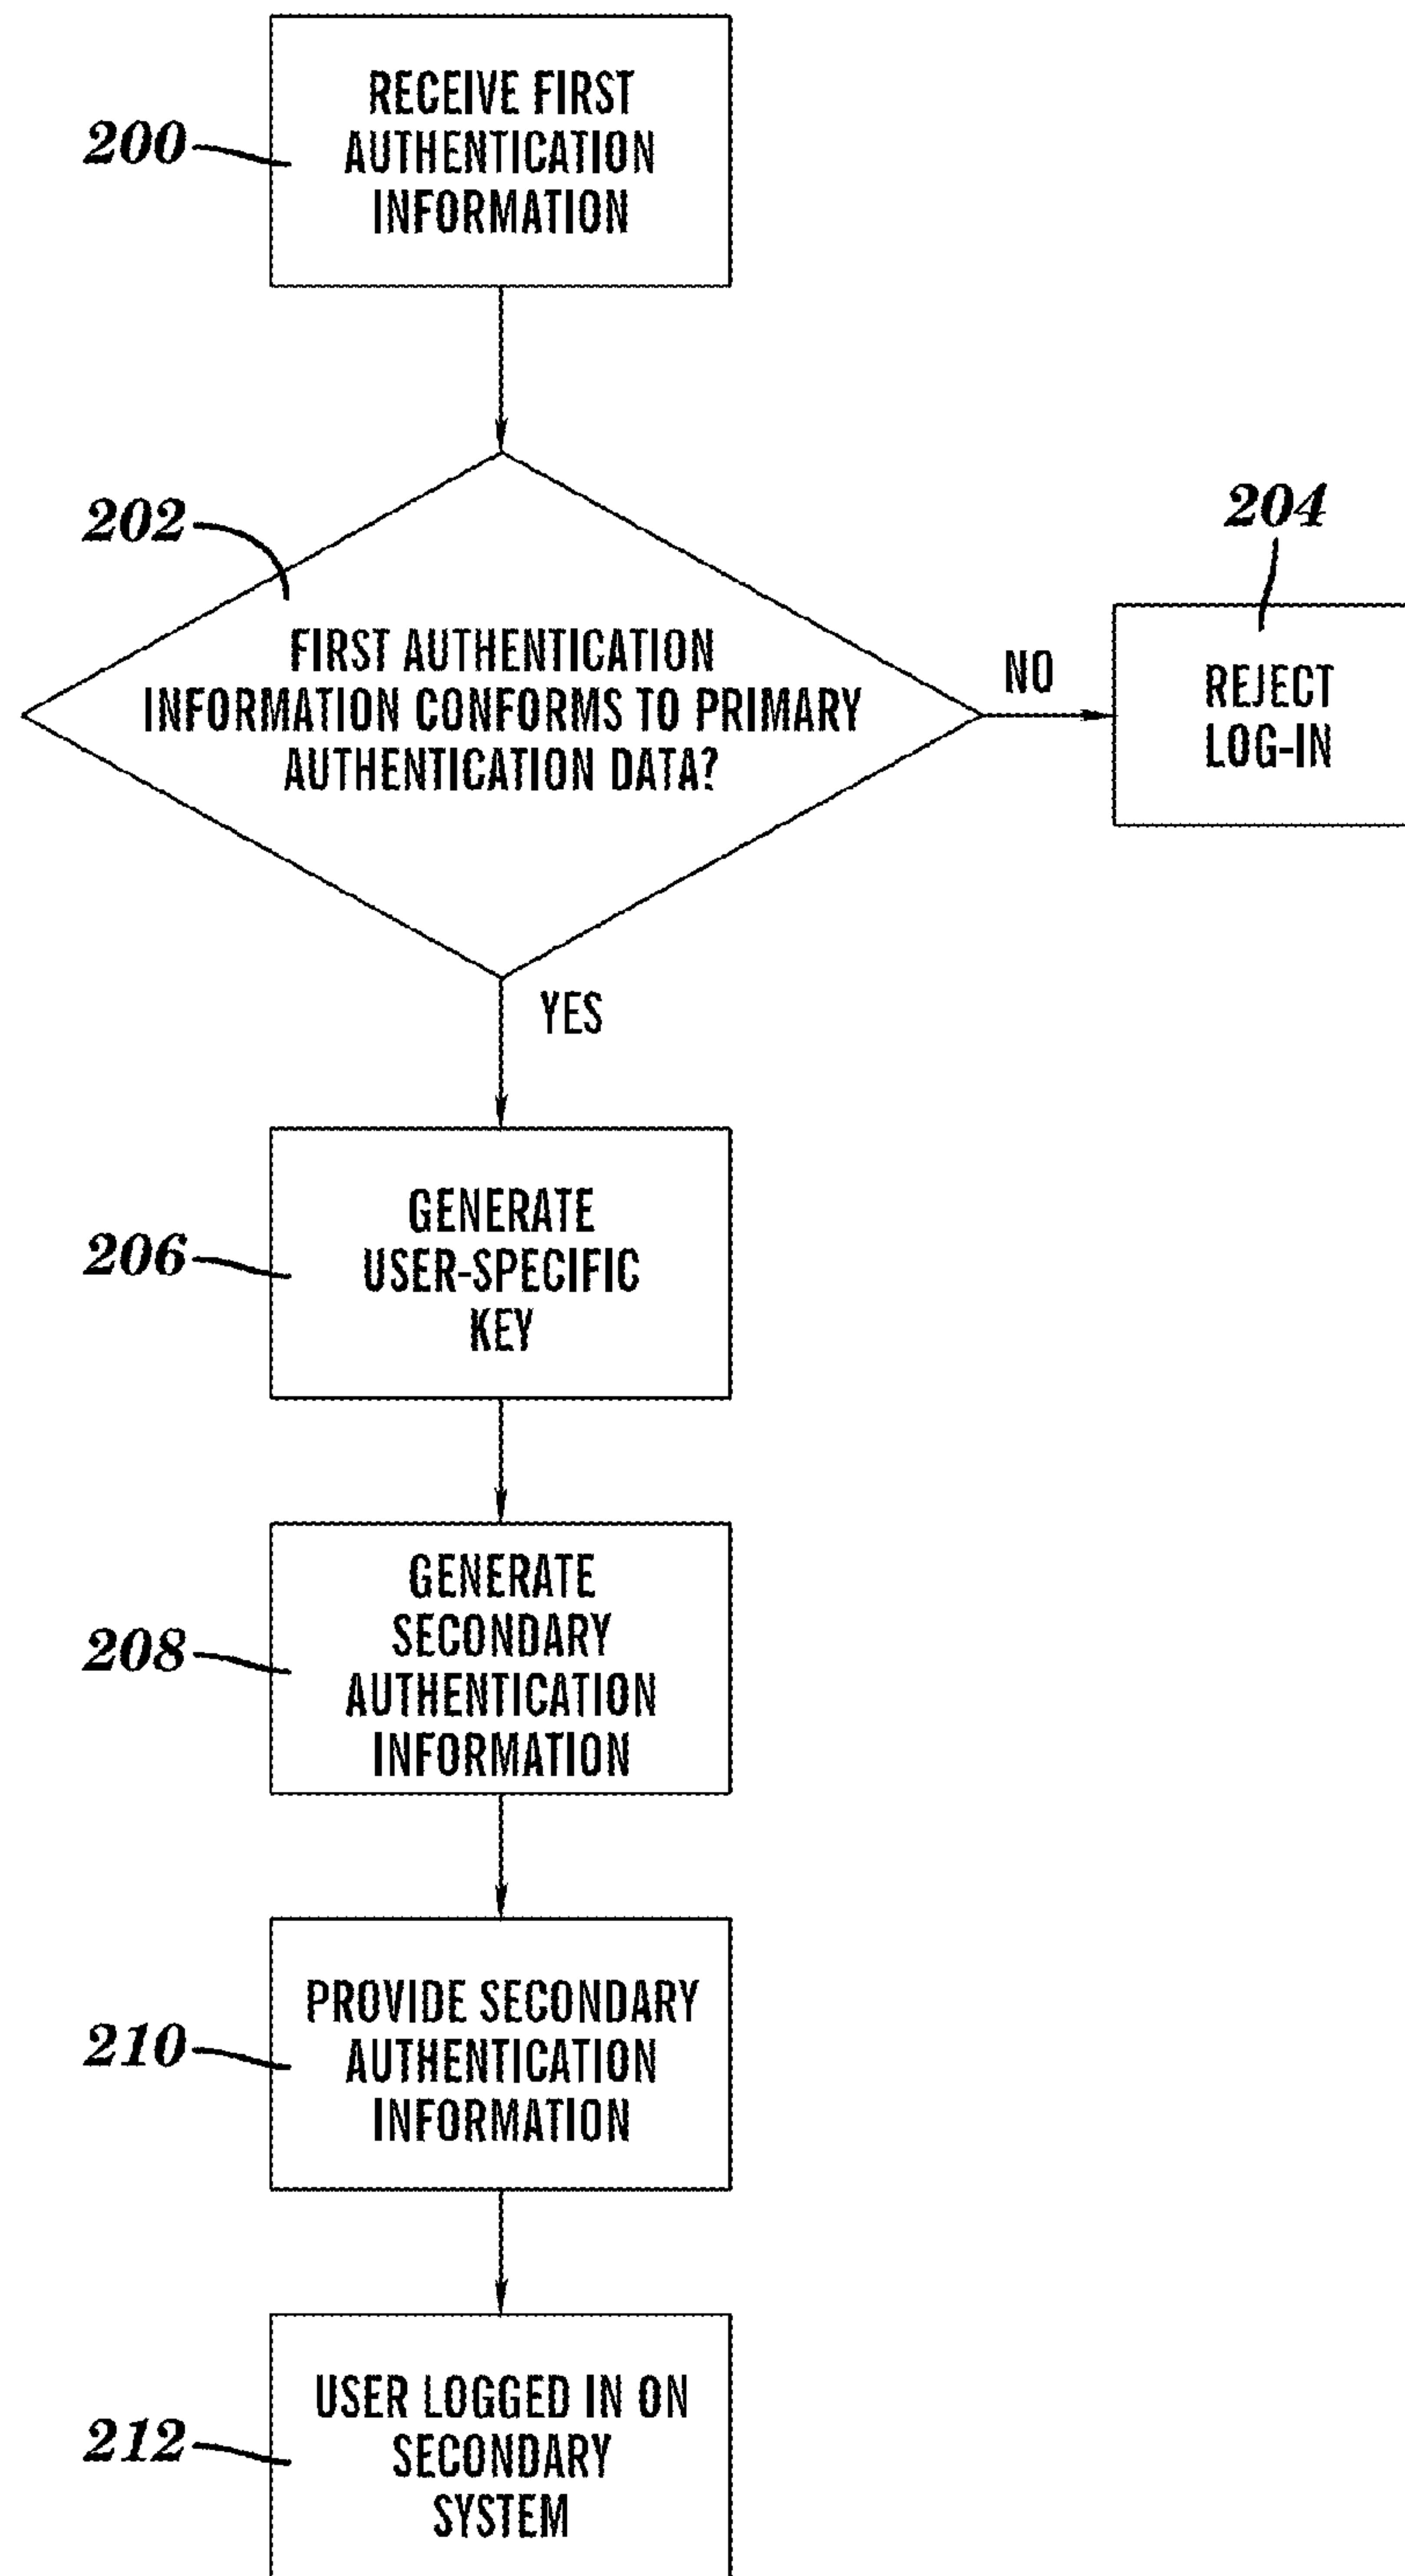 RECEIVE FIRST
AUTHENTICATION
INFORMATION
200
202
FIRST AUTHENTICATION
INFORMATION CONFORMS TO PRIMARY
AUTHENTICATION DATA?
NO
204
REJECT
LOG-IN
YES
206
GENERATE
USER-SPECIFIC
KEY
208
GENERATE
SECONDARY
AUTHENTICATION
INFORMATION
210
PROVIDE SECONDARY
AUTHENTICATION
INFORMATION
212
USER LOGGED IN ON
SECONDARY
SYSTEM